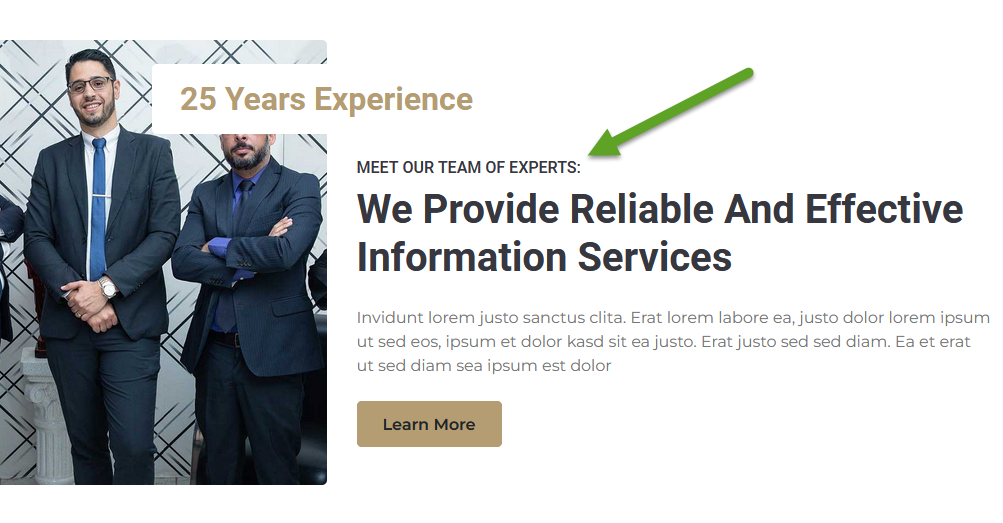 25 Years Experience
MEET OUR TEAM OF EXPERTS:
We Provide Reliable And Effective
Information Services
Invidunt lorem justo sanctus clita. Erat lorem labore ea, justo dolor lorem ipsum
ut sed eos, ipsum et dolor kasd sit ea justo. Erat justo sed sed diam. Ea et erat
ut sed diam sea ipsum est dolor
Learn More